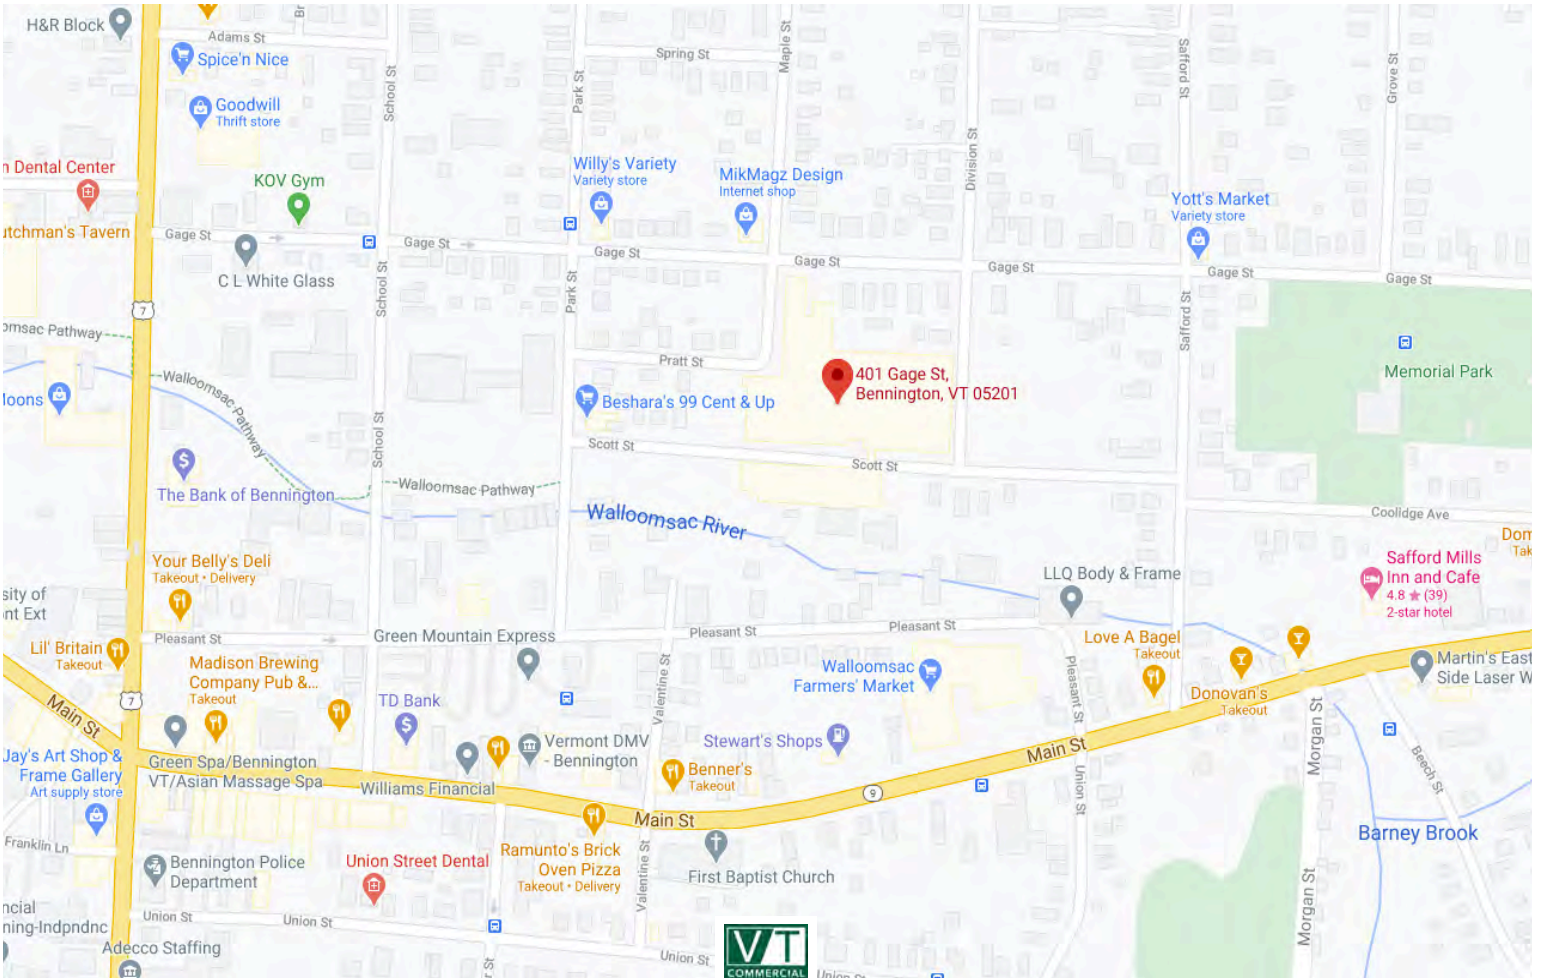 H&R Block
Adams St
Br
Spice'n Nice
Goodwill
Thrift store
School St
Park St
Spring St
Maple St
Safford St
Grove St
Division St
n Dental Center
KOV Gym
Willy's Variety
Variety store
MikMagz Design
Internet shop
Yott's Market
Variety store
utchman's Tavern
Gage St
Gage St
Gage St
Gage St
Gage St
Gage St
Gage St
C L White Glass
School St
Park St
Safford St
7
omsac Pathway
Walloomsac Pathway
Pratt St
401 Gage St,
Bennington, VT 05201
Memorial Park
Moons
Beshara's 99 Cent & Up
School St
Scott St
Scott St
The Bank of Bennington
Walloomsac Pathway
Walloomsac River
Coolidge Ave
Dom
Tak
Your Belly's Deli
Takeout • Delivery
LLQ Body & Frame
Safford Mills
Inn and Cafe
4.8 ★ (39)
2-star hotel
sity of
nt Ext
Pleasant St
Green Mountain Express
Pleasant St
Pleasant St
Love A Bagel
Takeout
Lil' Britain
Takeout
Madison Brewing
Company Pub &...
Takeout
Walloomsac
Farmers' Market
Pleasant St
Valentine St
Martin's East
Side Laser W
Donovan's
Takeout
7
Main St
TD Bank
Stewart's Shops
Vermont DMV
- Bennington
Main St
Morgan St
Beech St
Jay's Art Shop &
Frame Gallery
Art supply store
Green Spa/Bennington
VT/Asian Massage Spa
Williams Financial
Benner's
Takeout
9
Union St
Main St
Barney Brook
Franklin Ln
Bennington Police
Department
Union Street Dental
Ramunto's Brick
Oven Pizza
Takeout • Delivery
Valentine St
First Baptist Church
Morgan St
ncial
ning-Indpndnc
Union St
Union St
Adecco Staffing
r St
Union St
VT
COMMERCIAL
Union St